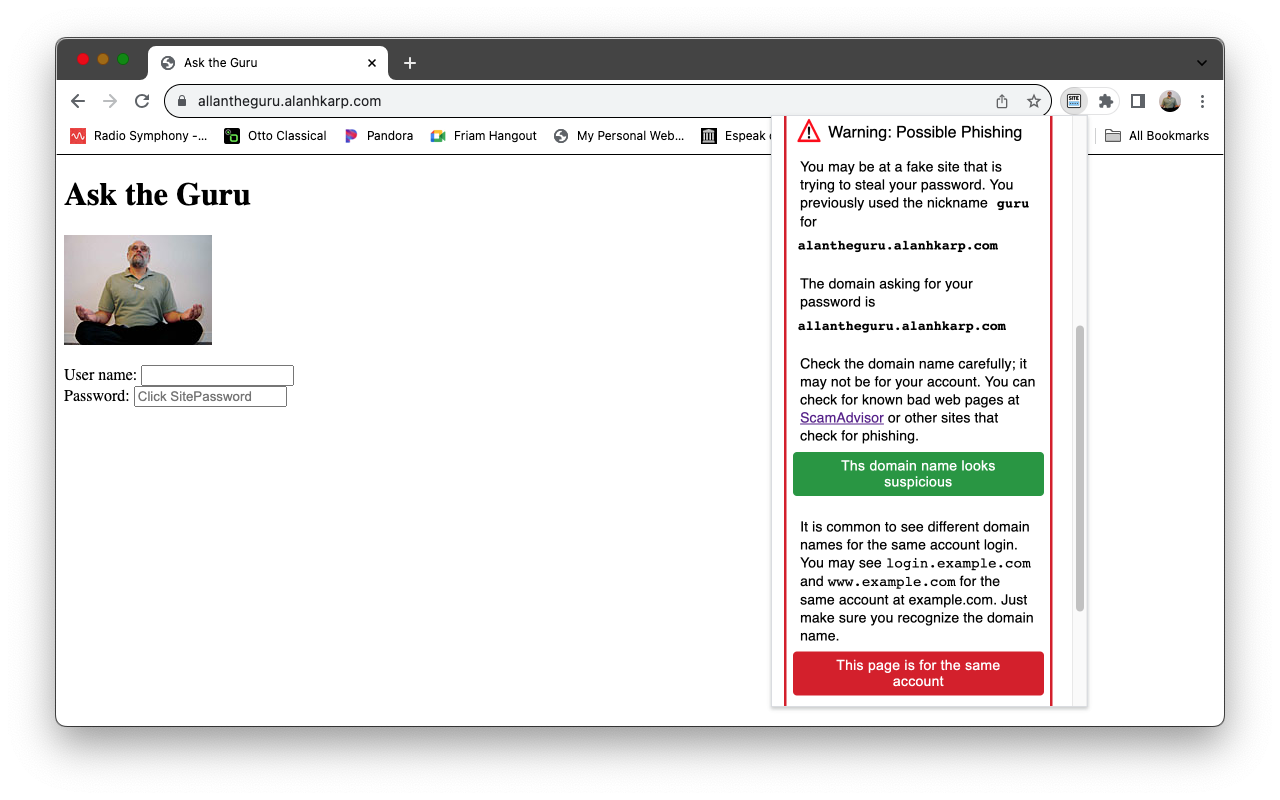 Ask the Guru
allantheguru.alanhkarp.com
SITE
Radio Symphony -...
Otto Classical
Pandora
Friam Hangout
My Personal Web...
Espeak
All Bookmarks
Ask the Guru
User name:
Password: Click SitePassword
Warning: Possible Phishing
You may be at a fake site that is
trying to steal your password. You
previously used the nickname guru
for
alantheguru.alanhkarp.com
The domain asking for your
password is
allantheguru.alanhkarp.com
Check the domain name carefully; it
may not be for your account. You can
check for known bad web pages at
ScamAdvisor or other sites that
check for phishing.
Ths domain name looks
suspicious
It is common to see different domain
names for the same account login.
You may see login.example.com
and www.example.com for the
same account at example.com. Just
make sure you recognize the domain
name.
This page is for the same
account